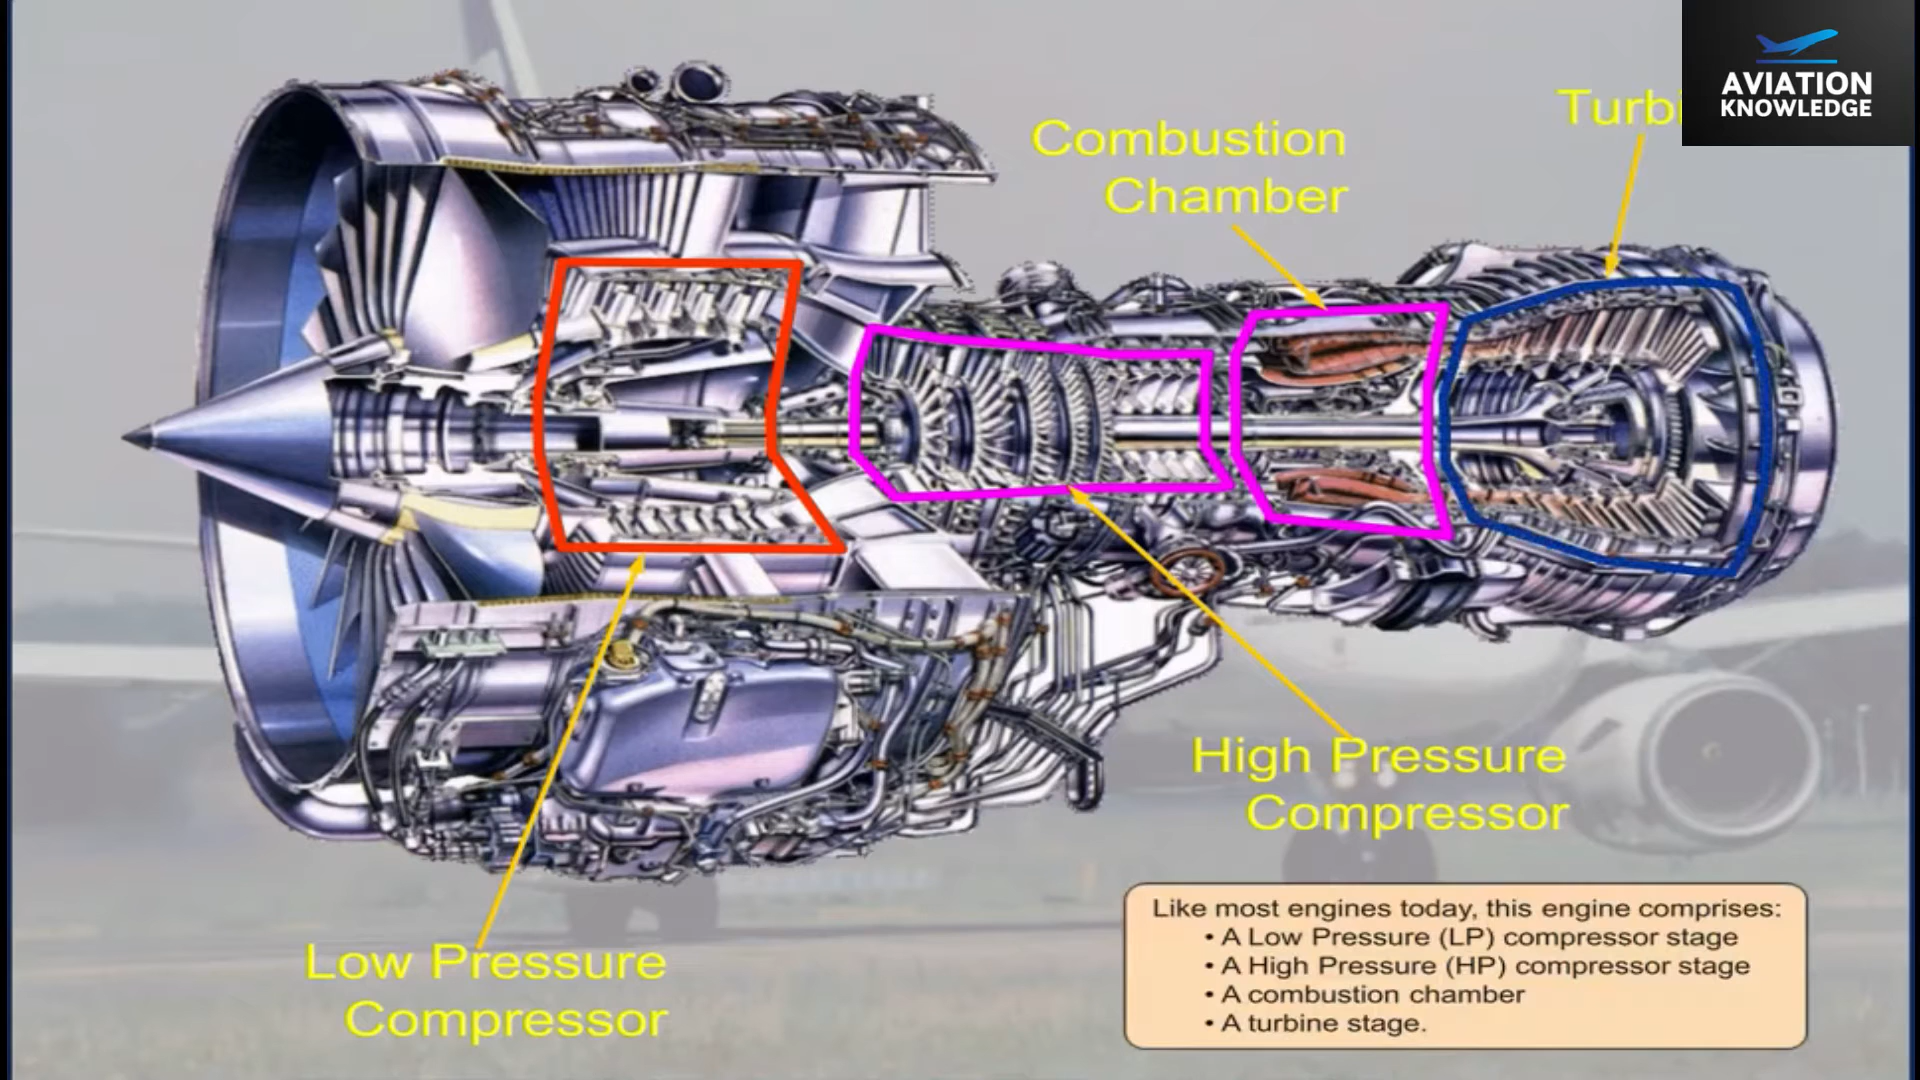 AVIATION
KNOWLEDGE
Combustion
Chamber
High Pressure
Compressor
Low Pressure
Compressor
Like most engines today, this engine comprises:
• A Low Pressure (LP) compressor stage
• A High Pressure (HP) compressor stage
• A combustion chamber
• A turbine stage.